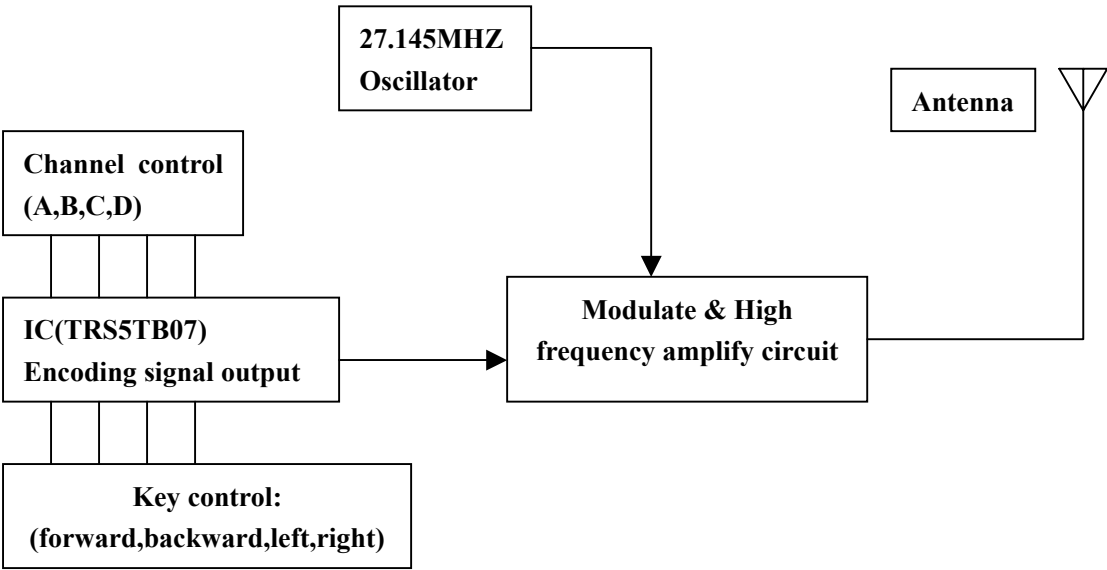 27.145MHZ
Oscillator
Antenna
Channel control
(A,B,C,D)
IC(TRS5TB07)
Encoding signal output
Modulate & High
frequency amplify circuit
Key control:
(forward,backward,left,right)